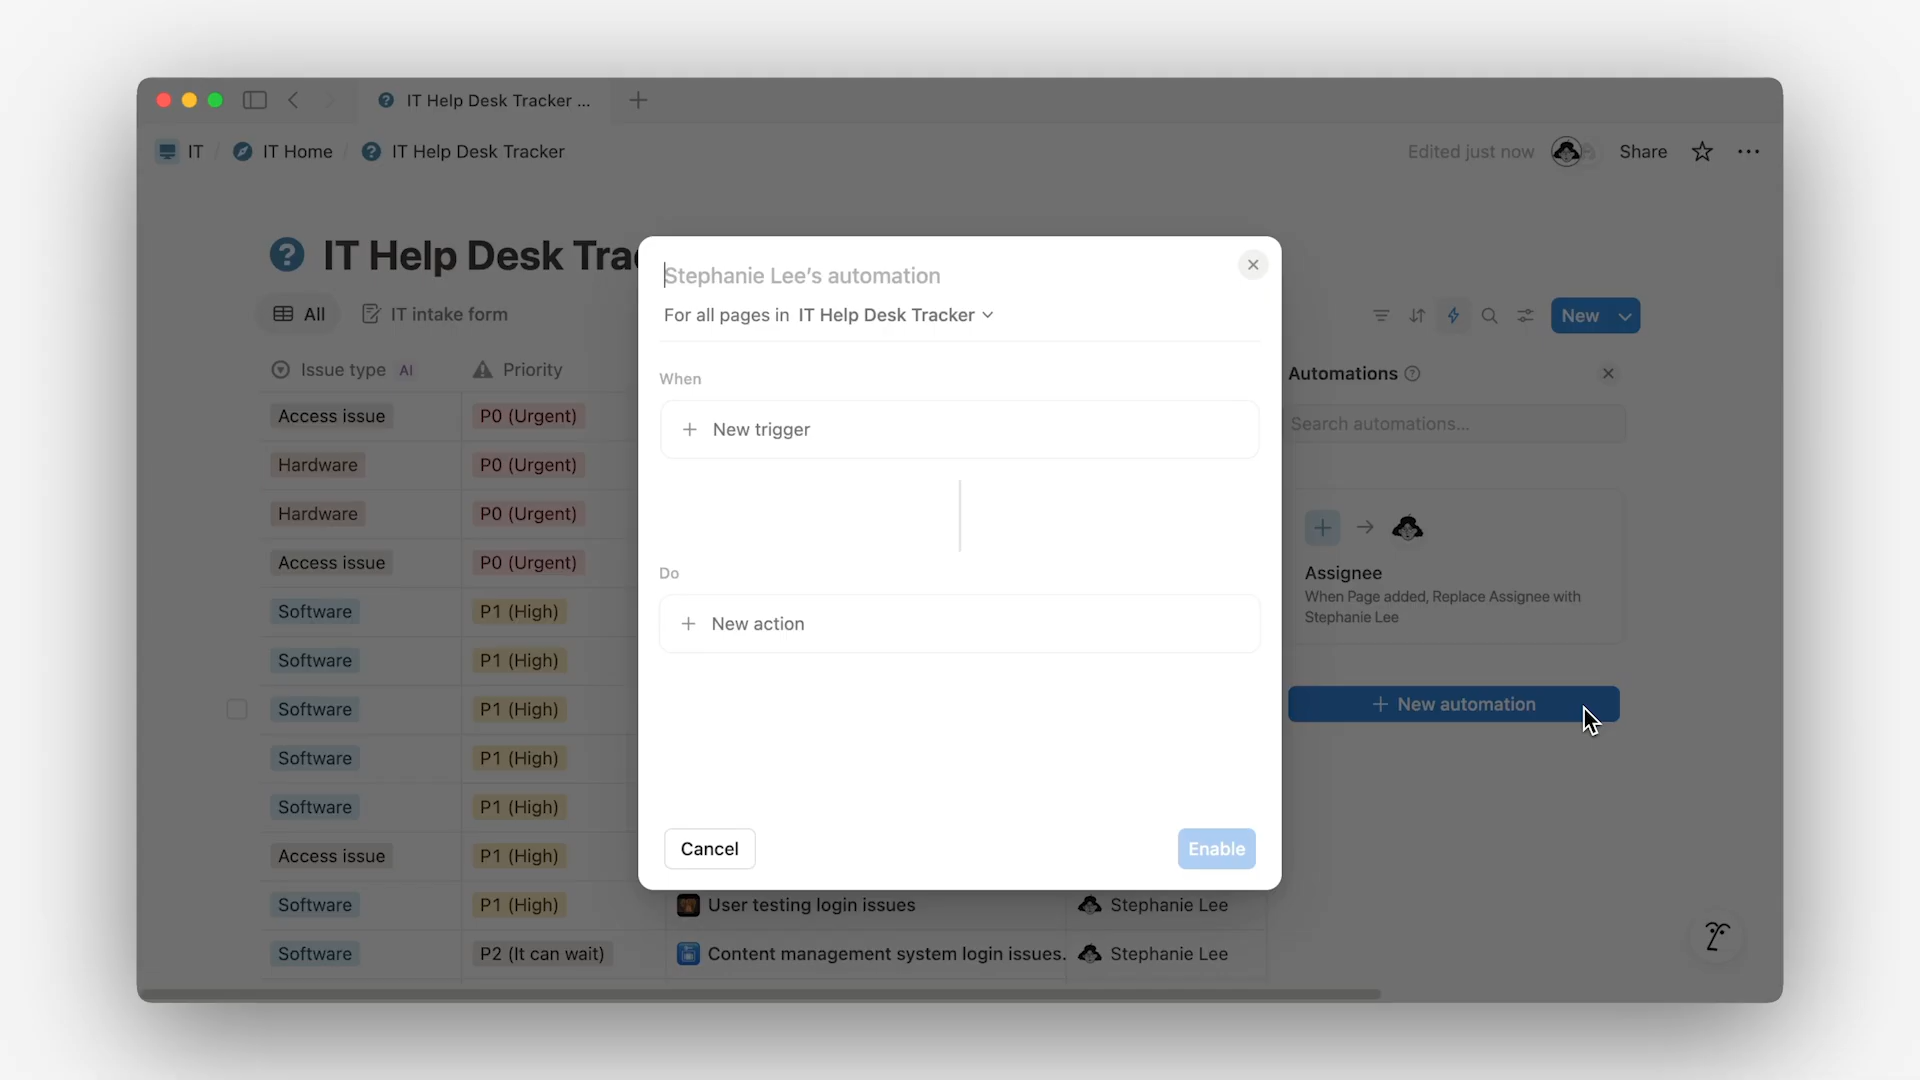 IT Help Desk Tracker ...
IT / IT Home / IT Help Desk Tracker
Edited just now
Share
IT Help Desk Trac
All
IT intake form
New
Issue type AI
Priority
Access issue P0 (Urgent)
Hardware P0 (Urgent)
Hardware P0 (Urgent)
Access issue P0 (Urgent)
Software P1 (High)
Software P1 (High)
Software P1 (High)
Software P1 (High)
Software P1 (High)
Access issue P1 (High)
Software P1 (High) User testing login issues Stephanie Lee
Software P2 (It can wait) Content management system login issues. Stephanie Lee
Stephanie Lee’s automation
For all pages in IT Help Desk Tracker
When
New trigger
Do
New action
Cancel
Enable
Automations
Search automations...
Assignee
When Page added, Replace Assignee with
Stephanie Lee
New automation